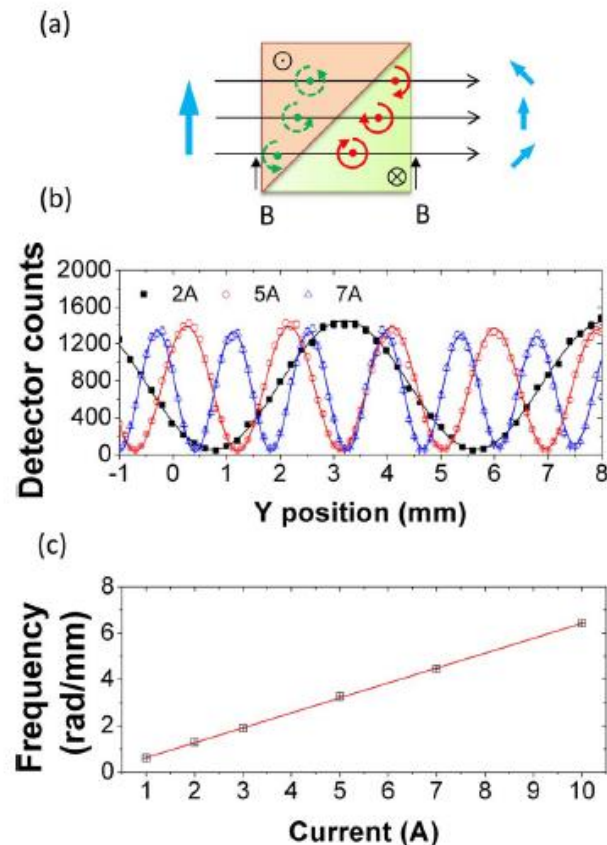 (a)
B B
(b)
2000
1600
1200
800
400
0
2A 5A 7A
Detector counts
-1 0 1 2 3 4 5 6 7 8
Y position (mm)
(c)
8
6
4
2
0
Frequency
(rad/mm)
1 2 3 4 5 6 7 8 9 10
Current (A)